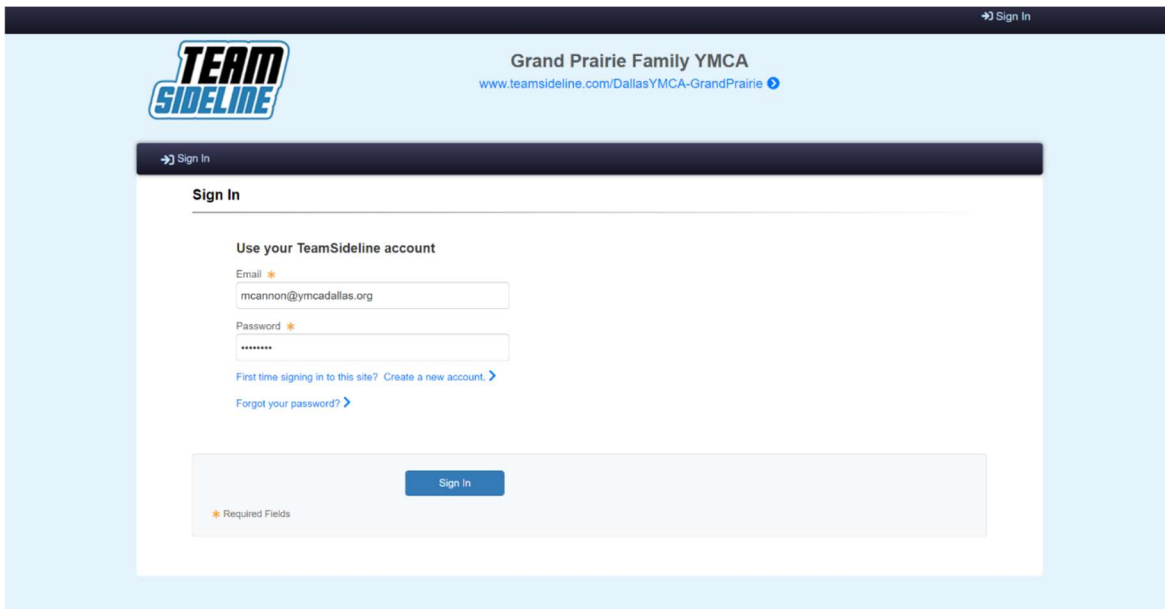 Sign In
TEAM
SIDELINE
Grand Prairie Family YMCA
www.teamsideline.com/DallasYMCA-GrandPrairie
Sign In
Sign In
Use your TeamSideline account
Email *
mcannon@ymcadallas.org
Password *
••••••••
First time signing in to this site? Create a new account.
Forgot your password?
Sign In
* Required Fields